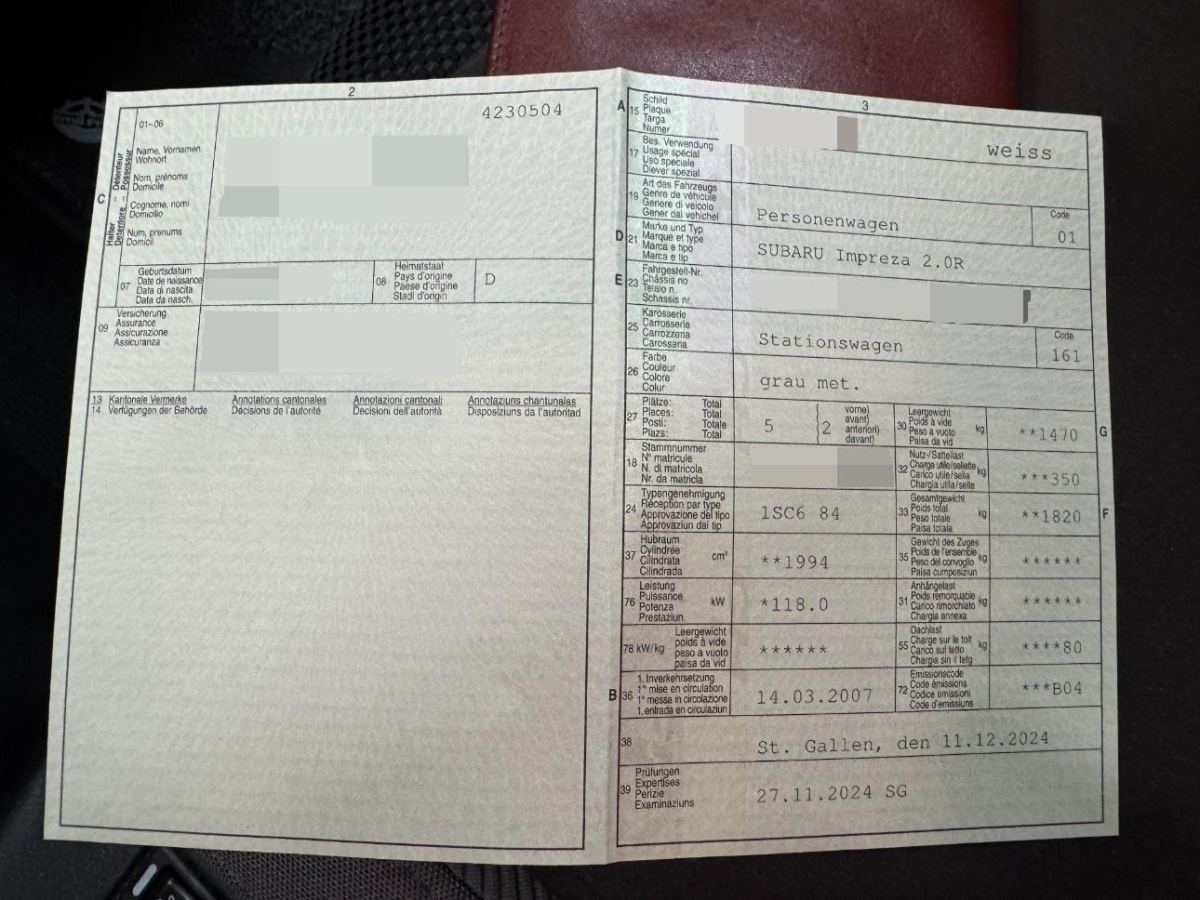 2
4230504
01-06
Name, Vornamen
Wohnort
Nom, prénoms
Domicile
Cognome, nomi
Domicilio
Num, prenums
Domicil
C
Halter
Détenteur
Detentore
Possessur
07
Geburtsdatum
Date de naissance
Data di nascita
Data da nasch.
08
Heimatstaat
Pays d'origine
Paese d'origine
Stadi d'origin
D
09
Versicherung
Assurance
Assicurazione
Assicuranza
13 Kantonale Vermerke Annotations cantonales Annotazioni cantonali Annotaziuns chantunalas
14 Verfügungen der Behörde Décisions de l'autorité Decisioni dell'autorità Disposiziuns da l'autoritad
3
A 15
Schild
Plaque
Targa
Numer
weiss
17
Bes. Verwendung
Usage spécial
Uso speciale
Diever spezial
19
Art des Fahrzeugs
Genre de véhicule
Genere di veicolo
Gener dal vehichel
Personenwagen
Code
01
D 21
Marke und Typ
Marque et type
Marca e tipo
Marca e tip
SUBARU Impreza 2.0R
E 23
Fahrgestell-Nr.
Châssis no
Telaio n.
Schassis nr.
25
Karosserie
Carrosserie
Carrozzeria
Carossaria
Stationswagen
Code
161
26
Farbe
Couleur
Colore
Colur
grau met.
27
Plätze: Total
Places: Total
Posti: Totale
Plazs: Total
5
2
vorne)
avant)
anteriori)
davant)
30
Leergewicht
Poids à vide
Peso a vuoto
Paisa da vid
kg
**1470
G
18
Stammnummer
N° matricule
N. di matricola
Nr. da matricla
32
Nutz-/Sattellast
Charge utile/sellette
Carico utile/sella
Chargia utila/sella
kg
***350
24
Typengenehmigung
Réception par type
Approvazione del tipo
Approvaziun dal tip
1SC6 84
33
Gesamtgewicht
Poids total
Peso totale
Paisa totala
kg
**1820
F
37
Hubraum
Cylindrée
Cilindrata
Cilindrada
cm³
**1994
35
Gewicht des Zuges
Poids de l'ensemble
Peso del convoglio
Paisa cumposiziun
kg
******
76
Leistung
Puissance
Potenza
Prestaziun
kW
*118.0
31
Anhängelast
Poids remorquable
Carico rimorchiato
Chargia annexa
kg
******
78 kW/kg
Leergewicht
poids à vide
peso a vuoto
paisa da vid
******
55
Dachlast
Charge sur le toit
Carico sul tetto
Chargia sin il tetg
kg
****80
B 36
1. Inverkehrsetzung
1re mise en circulation
1a messa in circolazione
1. entrada en circulaziun
14.03.2007
72
Emissionscode
Code émissions
Codice emissioni
Code d'emissiuns
***B04
38
St. Gallen, den 11.12.2024
39
Prüfungen
Expertises
Perizie
Examinaziuns
27.11.2024 SG